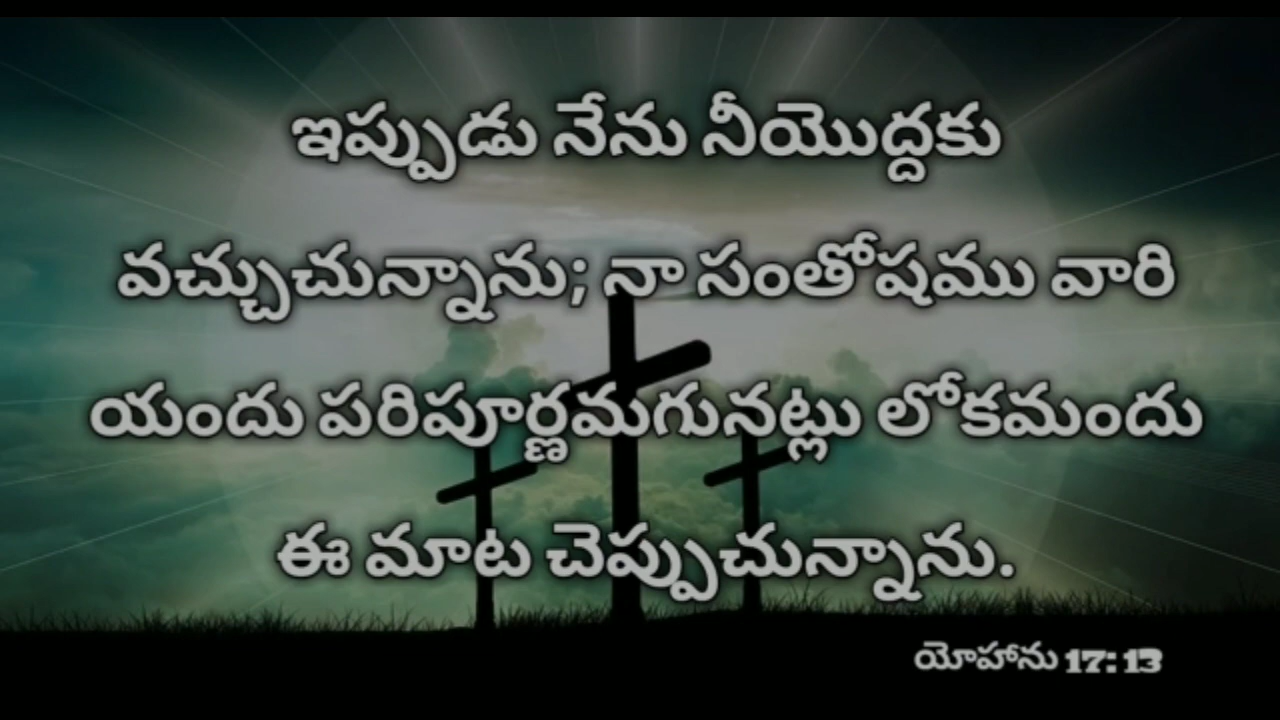 ఇప్పుడు నేను నీయొద్దకు
వచ్చుచున్నాను; నా సంతోషము వారి
యందు పరిపూర్ణమగునట్లు లోకమందు
ఈ మాట చెప్పుచున్నాను.
యోహాను 17: 13